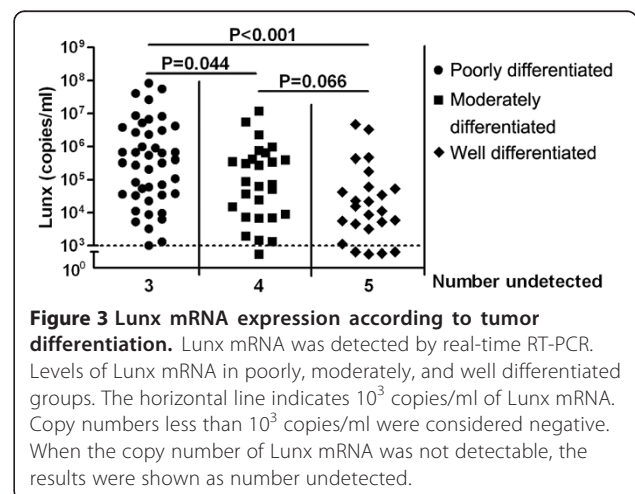 P<0.001
P=0.044
P=0.066
Lunx (copies/ml)
10⁹
10⁸
10⁷
10⁶
10⁵
10⁴
10³
10⁰
Poorly differentiated
Moderately
differentiated
Well differentiated
3 4 5 Number undetected
Figure 3 Lunx mRNA expression according to tumor
differentiation. Lunx mRNA was detected by real-time RT-PCR.
Levels of Lunx mRNA in poorly, moderately, and well differentiated
groups. The horizontal line indicates 10³ copies/ml of Lunx mRNA.
Copy numbers less than 10³ copies/ml were considered negative.
When the copy number of Lunx mRNA was not detectable, the
results were shown as number undetected.